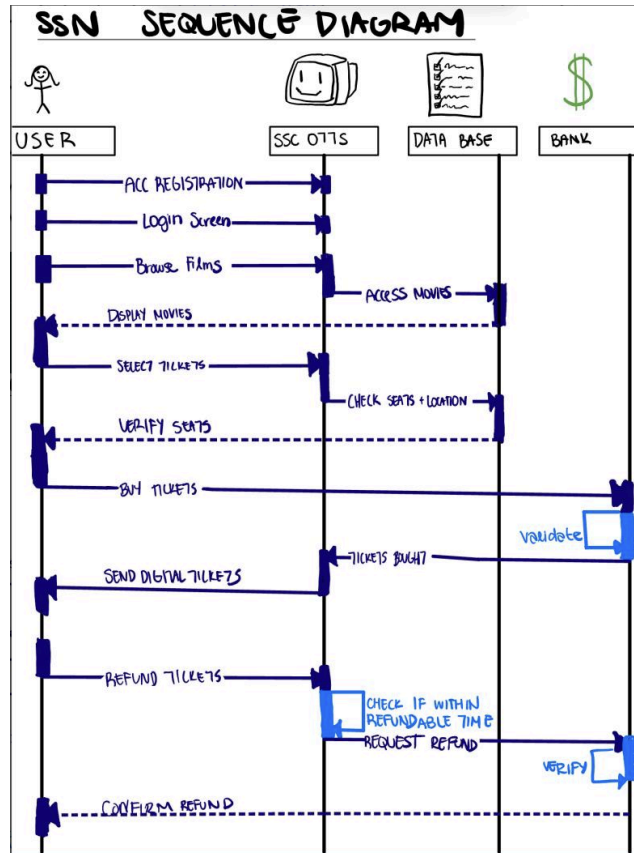 SSN SEQUENCE DIAGRAM
$
USER
SSC OTTS
DATA BASE
BANK
ACC REGISTRATION
Login Screen
Browse Films
ACCESS MOVIES
DISPLAY MOVIES
SELECT TICKETS
CHECK SEATS + LOCATION
VERIFY SEATS
BUY TICKETS
validate
TICKETS BOUGHT
SEND DIGITAL TICKETS
REFUND TICKETS
CHECK IF WITHIN
REFUNDABLE TIME
REQUEST REFUND
VERIFY
CONFIRM REFUND